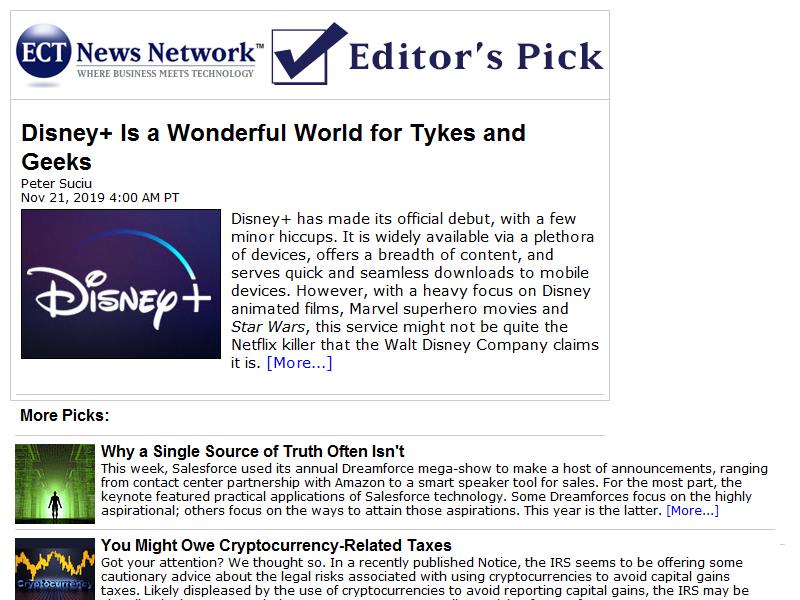 ECT News Network™
WHERE BUSINESS MEETS TECHNOLOGY
Editor's Pick
Disney+ Is a Wonderful World for Tykes and
Geeks
Peter Suciu
Nov 21, 2019 4:00 AM PT
Disney+
Disney+ has made its official debut, with a few
minor hiccups. It is widely available via a plethora
of devices, offers a breadth of content, and
serves quick and seamless downloads to mobile
devices. However, with a heavy focus on Disney
animated films, Marvel superhero movies and
Star Wars, this service might not be quite the
Netflix killer that the Walt Disney Company claims
it is. [More...]
More Picks:
Why a Single Source of Truth Often Isn't
This week, Salesforce used its annual Dreamforce mega-show to make a host of announcements, ranging
from contact center partnership with Amazon to a smart speaker tool for sales. For the most part, the
keynote featured practical applications of Salesforce technology. Some Dreamforces focus on the highly
aspirational; others focus on the ways to attain those aspirations. This year is the latter. [More...]
You Might Owe Cryptocurrency-Related Taxes
Cryptocurrency
Got your attention? We thought so. In a recently published Notice, the IRS seems to be offering some
cautionary advice about the legal risks associated with using cryptocurrencies to avoid capital gains
taxes. Likely displeased by the use of cryptocurrencies to avoid reporting capital gains, the IRS may be